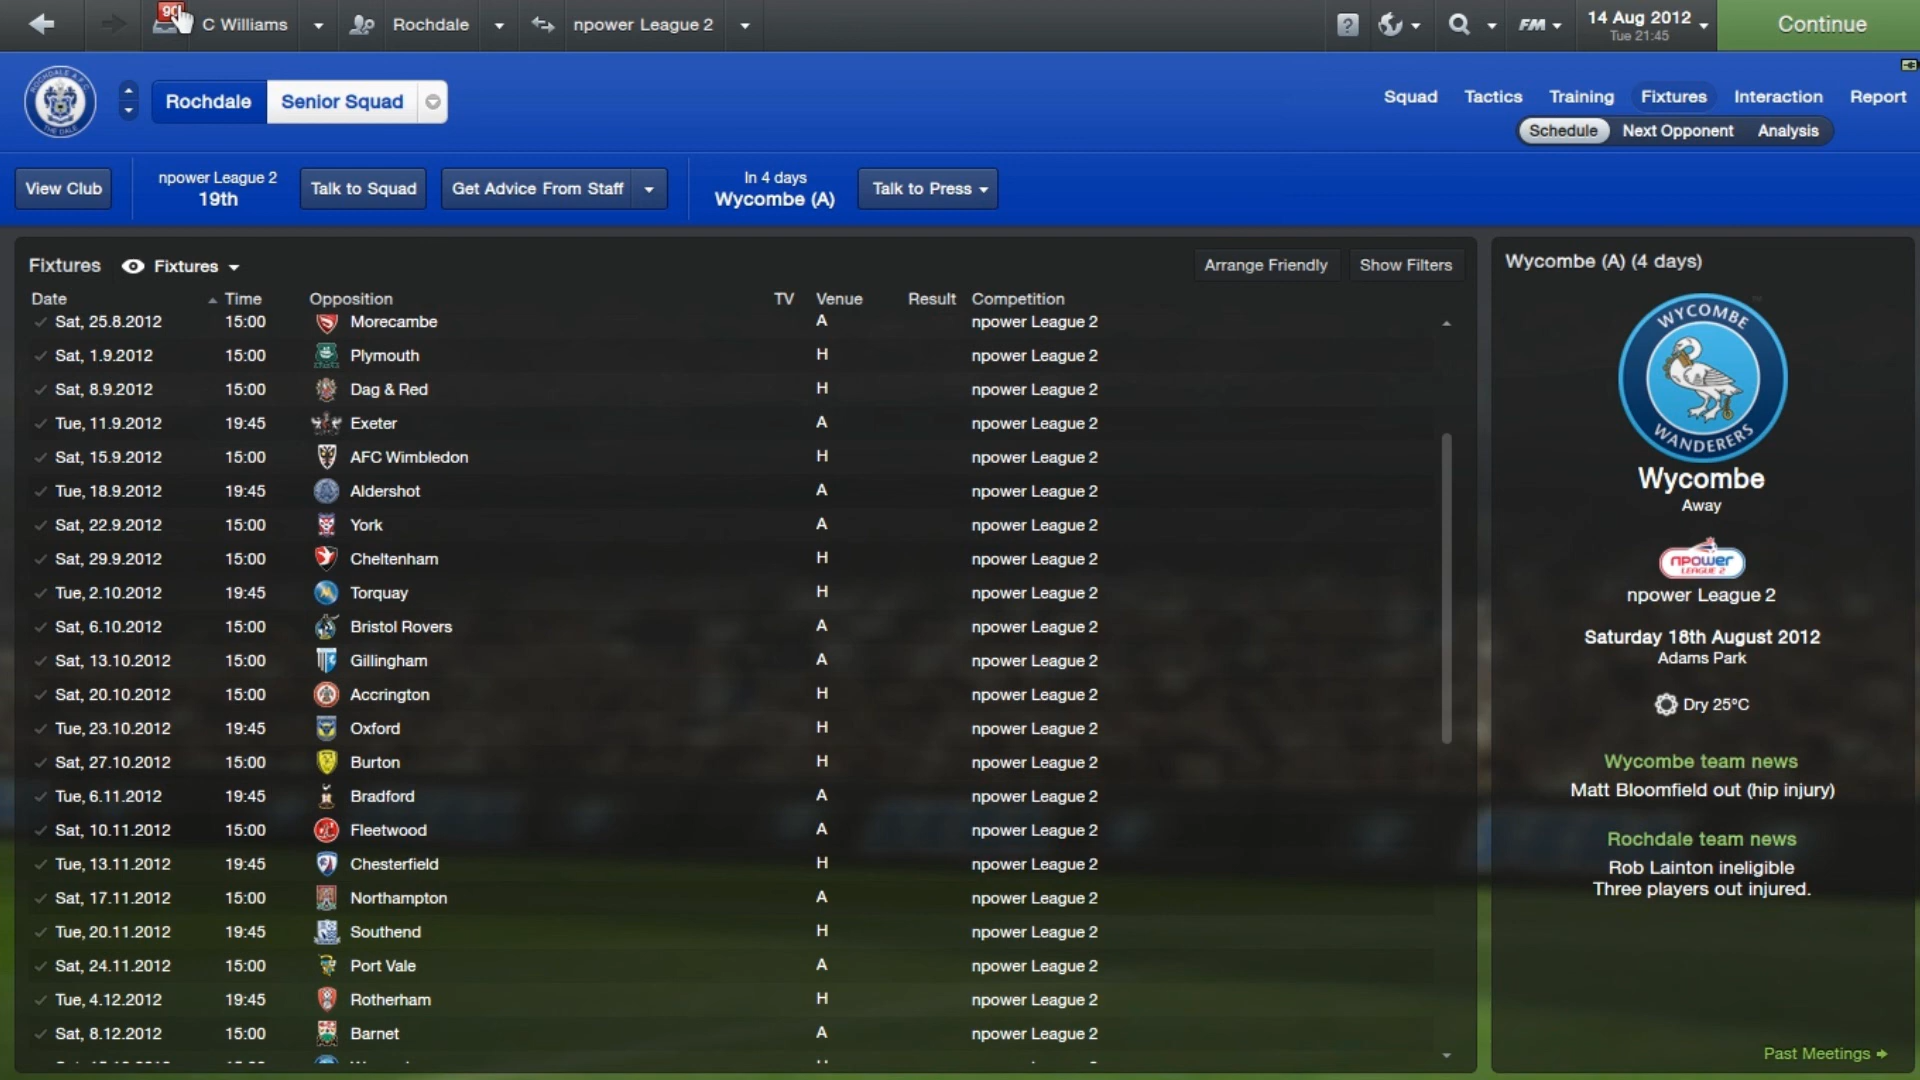 C Williams Rochdale npower League 2 ? FM 14 Aug 2012 Continue
Tue 21:45
Rochdale Senior Squad
Squad Tactics Training Fixtures Interaction Report
Schedule Next Opponent Analysis
View Club npower League 2 Talk to Squad Get Advice From Staff In 4 days Talk to Press
19th Wycombe (A)
Fixtures Fixtures Arrange Friendly Show Filters
Date Time Opposition TV Venue Result Competition
Sat, 25.8.2012 15:00 Morecambe A npower League 2
Sat, 1.9.2012 15:00 Plymouth H npower League 2
Sat, 8.9.2012 15:00 Dag & Red H npower League 2
Tue, 11.9.2012 19:45 Exeter A npower League 2
Sat, 15.9.2012 15:00 AFC Wimbledon H npower League 2
Tue, 18.9.2012 19:45 Aldershot A npower League 2
Sat, 22.9.2012 15:00 York A npower League 2
Sat, 29.9.2012 15:00 Cheltenham H npower League 2
Tue, 2.10.2012 19:45 Torquay H npower League 2
Sat, 6.10.2012 15:00 Bristol Rovers A npower League 2
Sat, 13.10.2012 15:00 Gillingham A npower League 2
Sat, 20.10.2012 15:00 Accrington H npower League 2
Tue, 23.10.2012 19:45 Oxford H npower League 2
Sat, 27.10.2012 15:00 Burton H npower League 2
Tue, 6.11.2012 19:45 Bradford A npower League 2
Sat, 10.11.2012 15:00 Fleetwood A npower League 2
Tue, 13.11.2012 19:45 Chesterfield H npower League 2
Sat, 17.11.2012 15:00 Northampton A npower League 2
Tue, 20.11.2012 19:45 Southend H npower League 2
Sat, 24.11.2012 15:00 Port Vale A npower League 2
Tue, 4.12.2012 19:45 Rotherham H npower League 2
Sat, 8.12.2012 15:00 Barnet A npower League 2
Wycombe (A) (4 days)
WYCOMBE
WANDERERS
Wycombe
Away
npower
LEAGUE 2
npower League 2
Saturday 18th August 2012
Adams Park
Dry 25°C
Wycombe team news
Matt Bloomfield out (hip injury)
Rochdale team news
Rob Lainton ineligible
Three players out injured.
Past Meetings